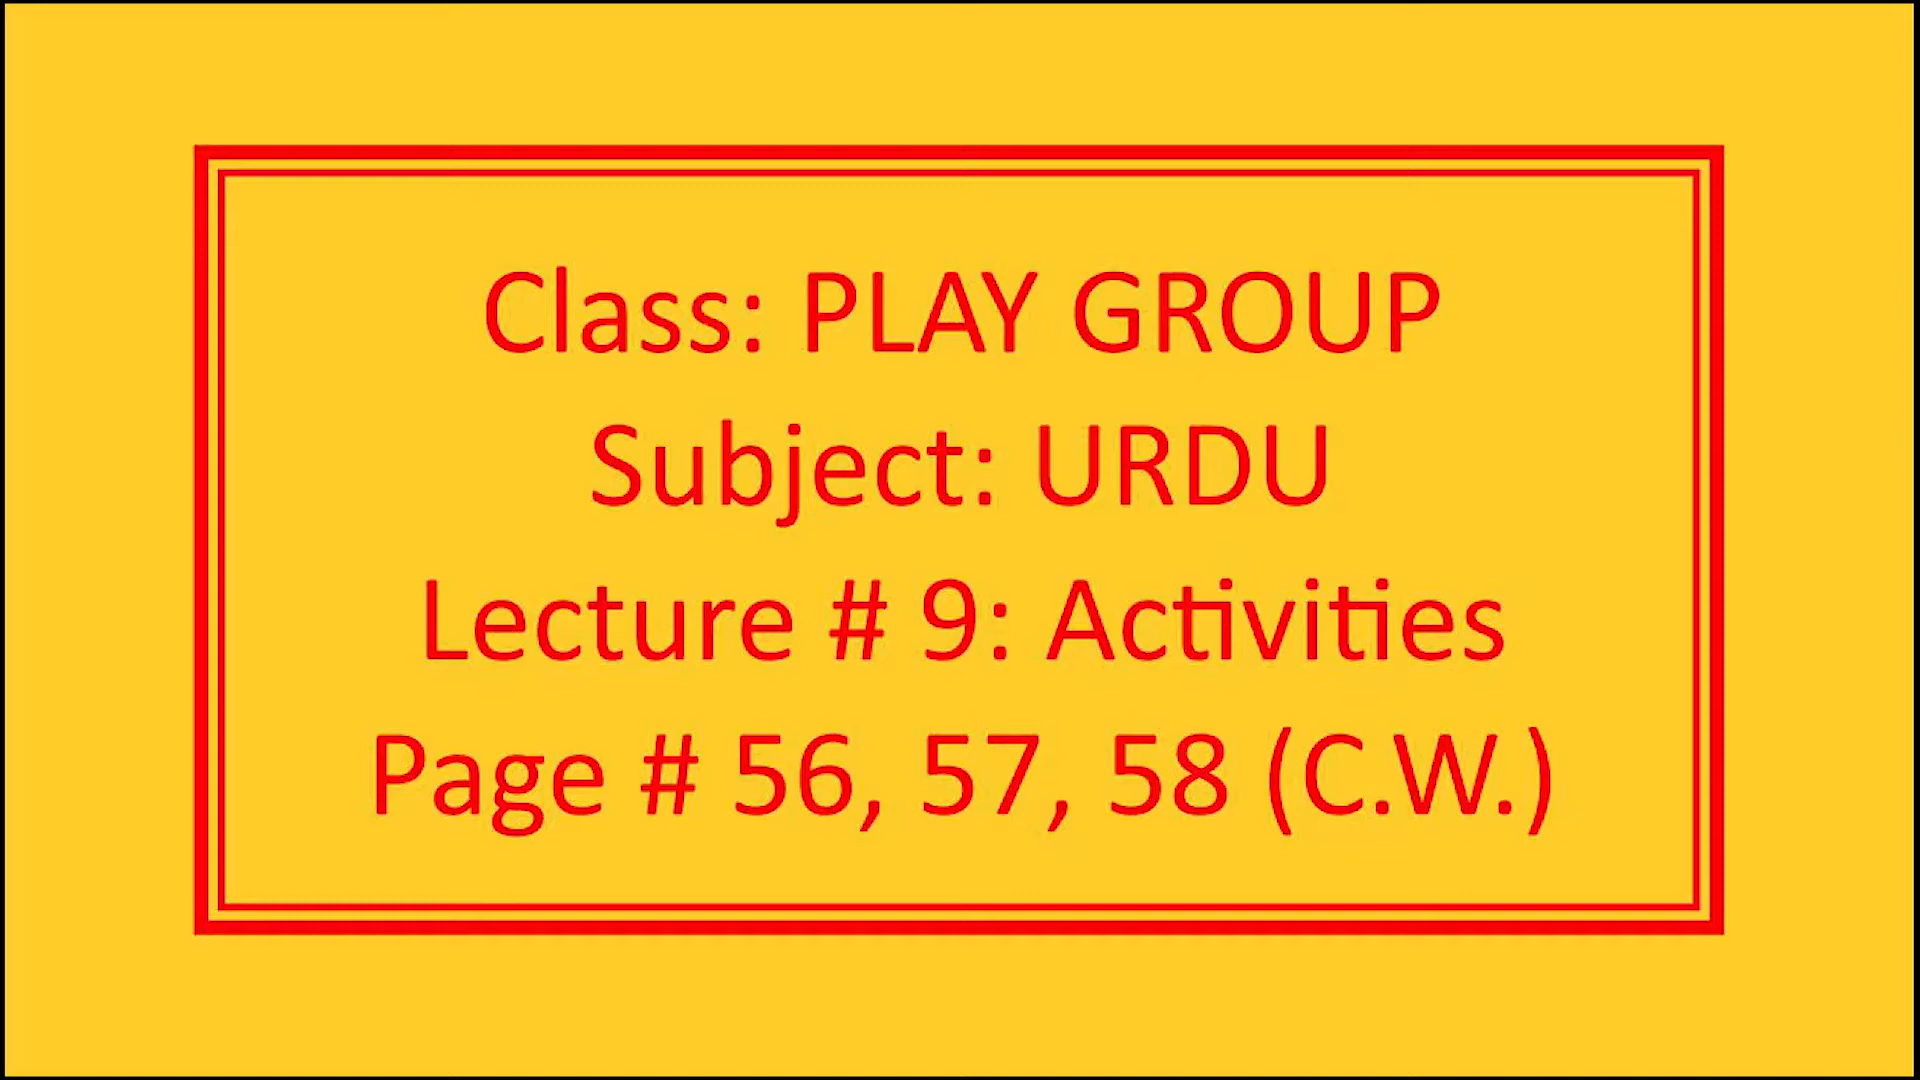 Class: PLAY GROUP
Subject: URDU
Lecture # 9: Activities
Page # 56, 57, 58 (C.W.)